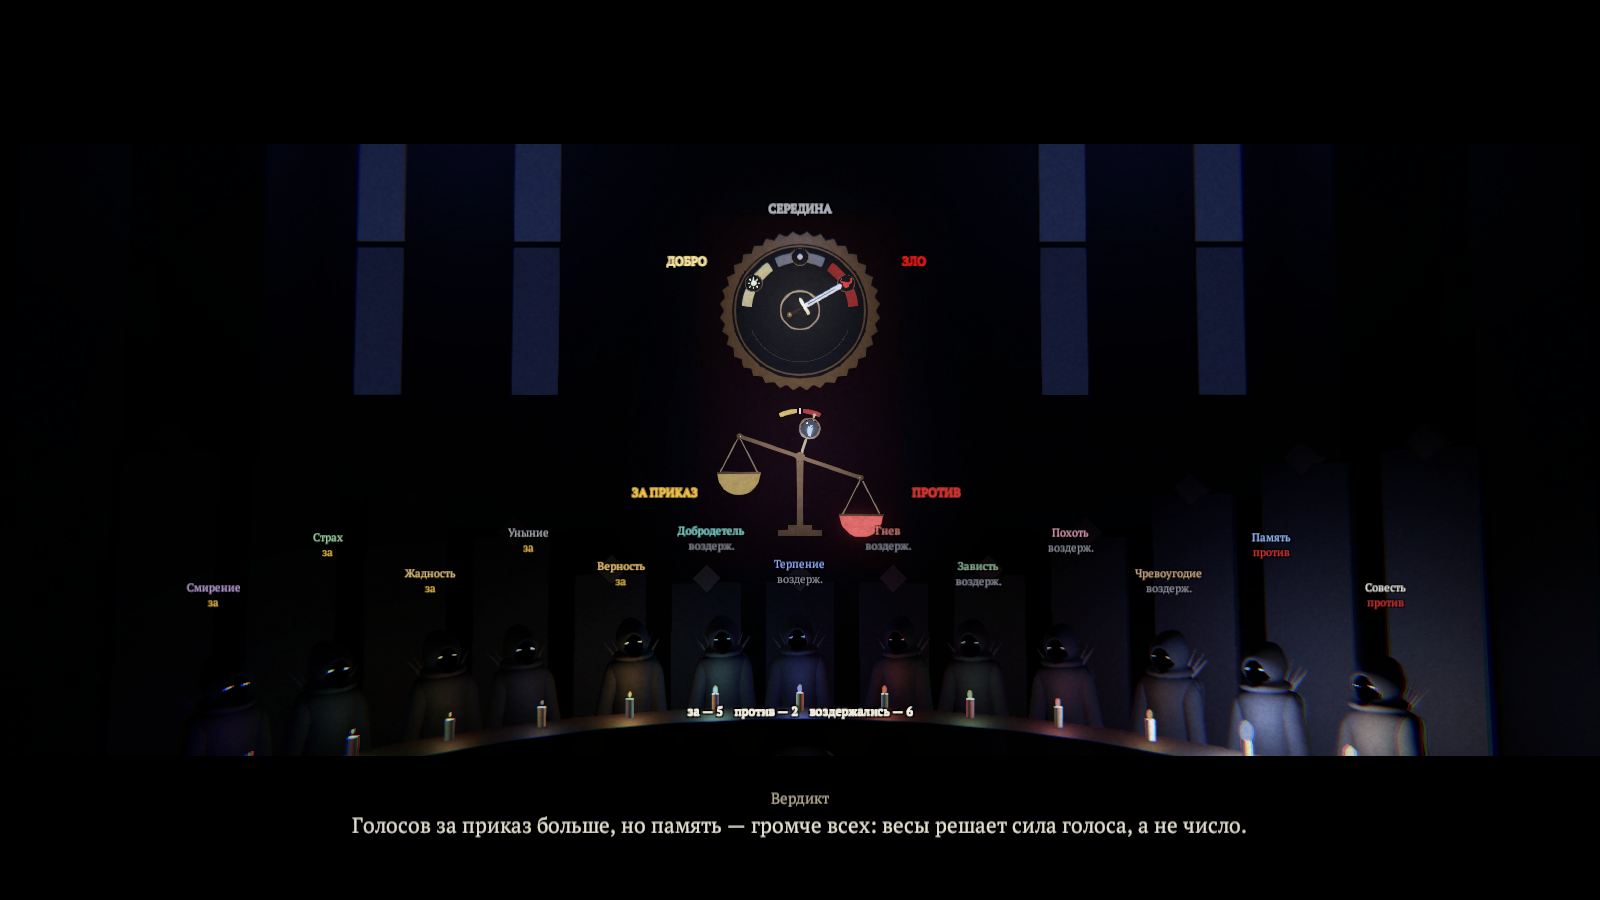 СЕРЕДИНА
ДОБРО
ЗЛО
ЗА ПРИКАЗ
ПРОТИВ
Смирение
за
Страх
за
Жадность
за
Уныние
за
Верность
за
Добродетель
воздерж.
Терпение
воздерж.
Гнев
воздерж.
Зависть
воздерж.
Похоть
воздерж.
Чревоугодие
воздерж.
Память
против
Совесть
против
за — 5 против — 2 воздержались — 6
Вердикт
Голосов за приказ больше, но память — громче всех: весы решает сила голоса, а не число.